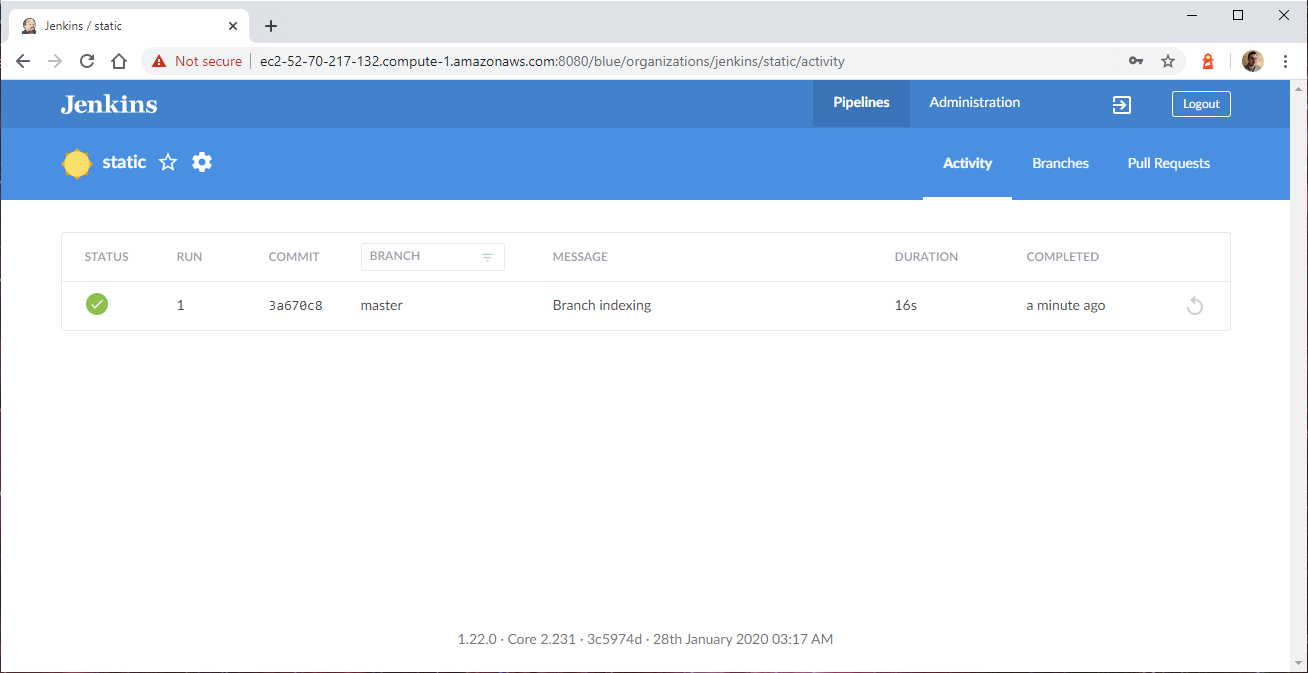 Jenkins / static
Not secure ec2-52-70-217-132.compute-1.amazonaws.com:8080/blue/organizations/jenkins/static/activity
Jenkins Pipelines Administration Logout
static Activity Branches Pull Requests
STATUS RUN COMMIT BRANCH MESSAGE DURATION COMPLETED
1 3a670c8 master Branch indexing 16s a minute ago
1.22.0 · Core 2.231 · 3c5974d · 28th January 2020 03:17 AM